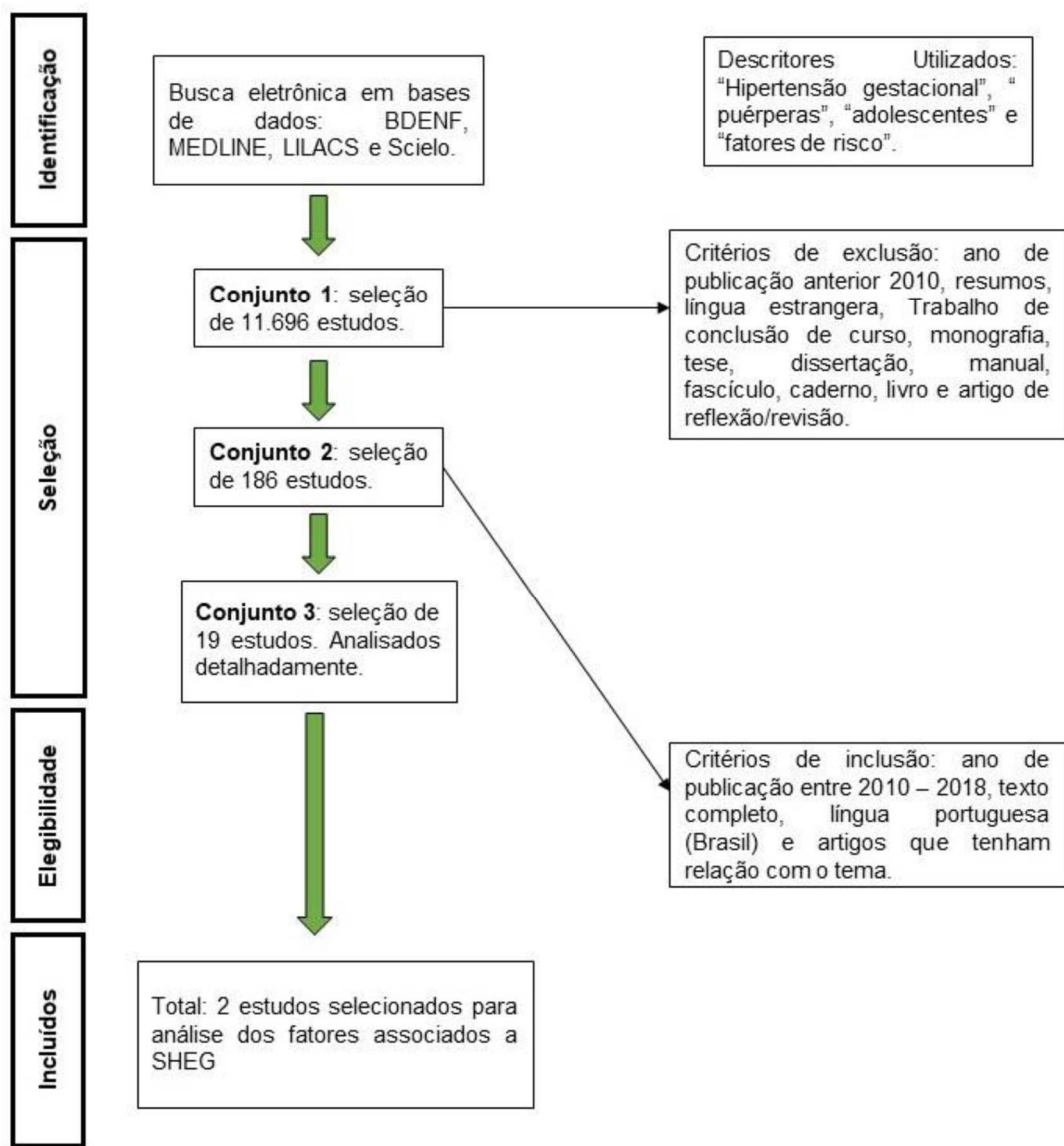 Identificação
Busca eletrônica em bases
de dados: BDENF,
MEDLINE, LILACS e Scielo.
Descritores Utilizados:
“Hipertensão gestacional”, “
puérperas”, “adolescentes” e
“fatores de risco”.
Seleção
Conjunto 1: seleção
de 11.696 estudos.
Critérios de exclusão: ano de
publicação anterior 2010, resumos,
língua estrangeira, Trabalho de
conclusão de curso, monografia,
tese, dissertação, manual,
fascículo, caderno, livro e artigo de
reflexão/revisão.
Conjunto 2: seleção
de 186 estudos.
Conjunto 3: seleção de
19 estudos. Analisados
detalhadamente.
Elegibilidade
Critérios de inclusão: ano de
publicação entre 2010 – 2018, texto
completo, língua portuguesa
(Brasil) e artigos que tenham
relação com o tema.
Incluídos
Total: 2 estudos selecionados para
análise dos fatores associados a
SHEG